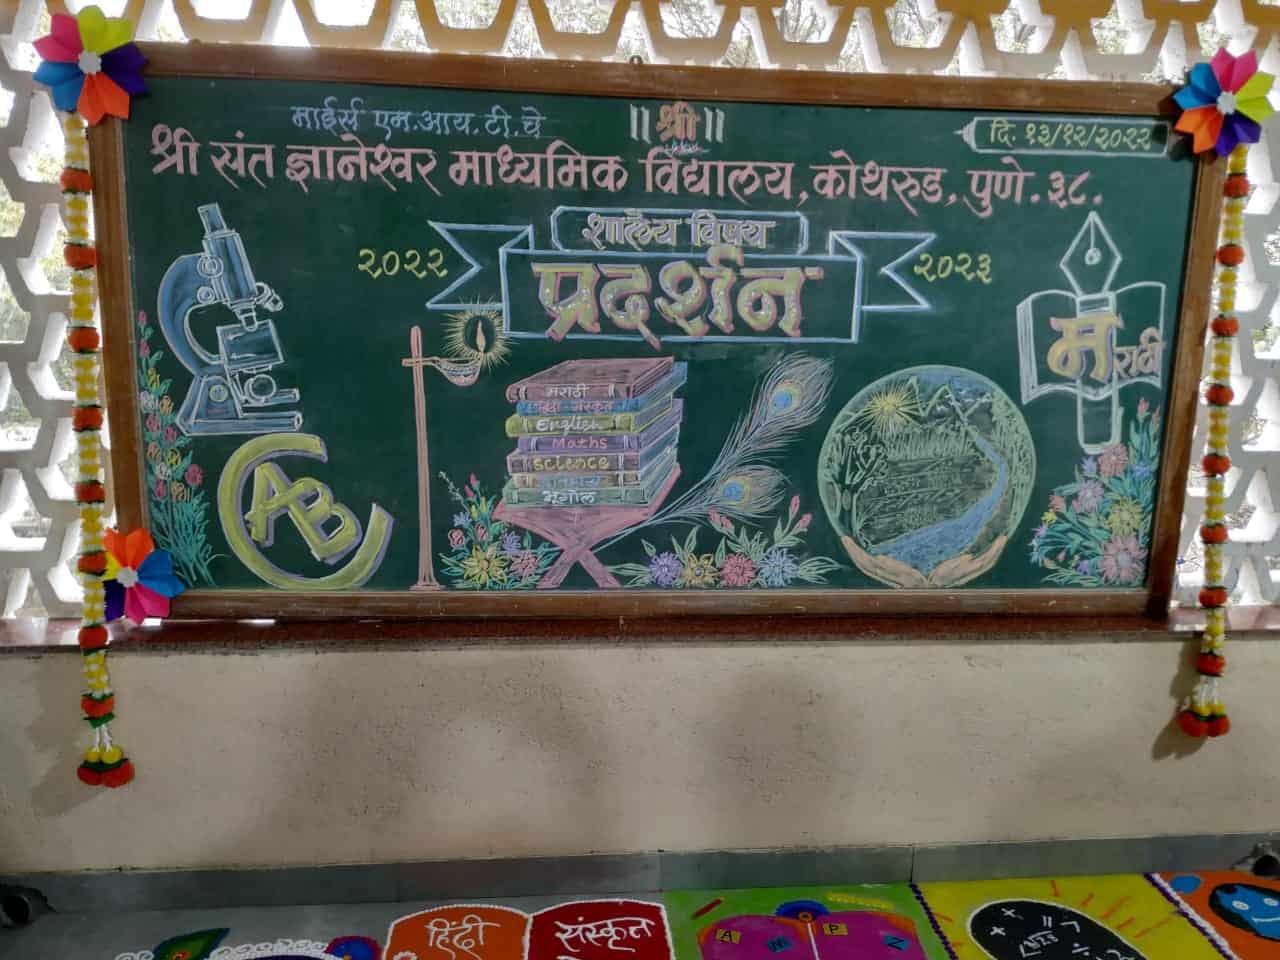 ॥ श्री ॥
माईर्स एम.आय.टी.चे
दि. १३/१२/२०२२
श्री संत ज्ञानेश्वर माध्यमिक विद्यालय, कोथरुड, पुणे. ३८.
शालेय विषय
२०२२ प्रदर्शन २०२३
मराठी
मराठी
हिंदी संस्कृत
English
Maths
science
भूगोल
ABC
हिंदी
संस्कृत
A
N
P
Z